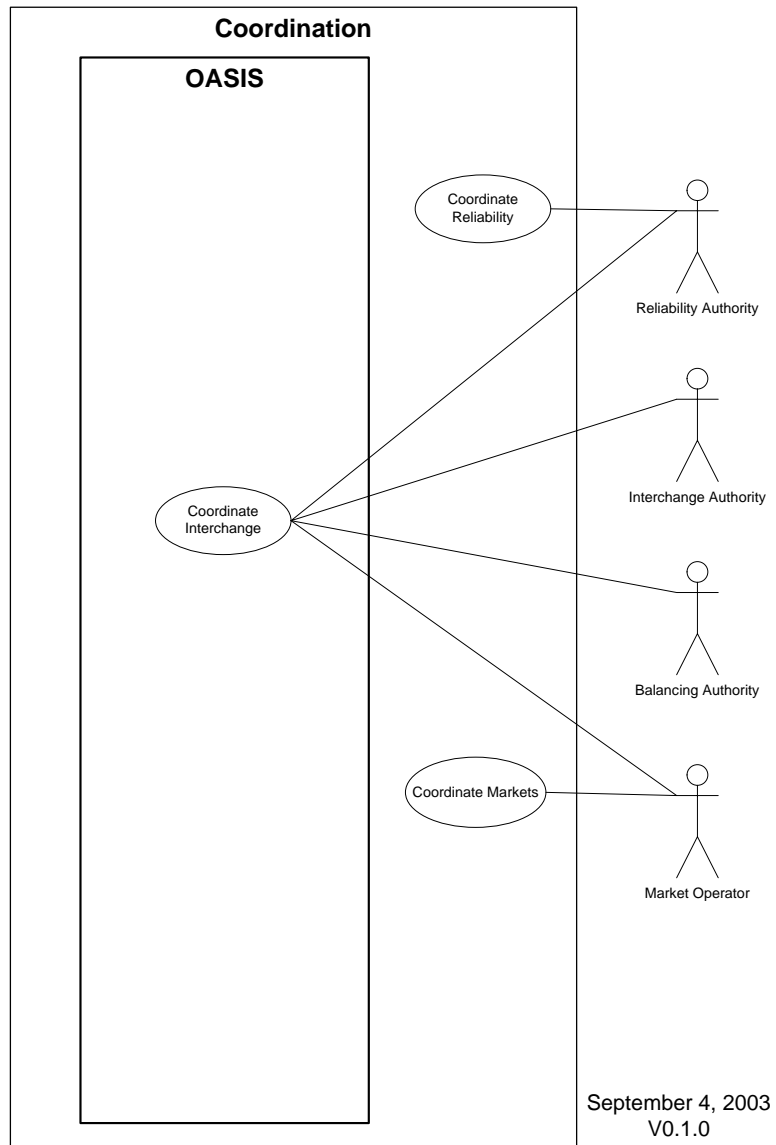 Coordination
OASIS
Coordinate
Reliability
Reliability Authority
Interchange Authority
Coordinate
Interchange
Balancing Authority
Coordinate Markets
Market Operator
September 4, 2003
V0.1.0